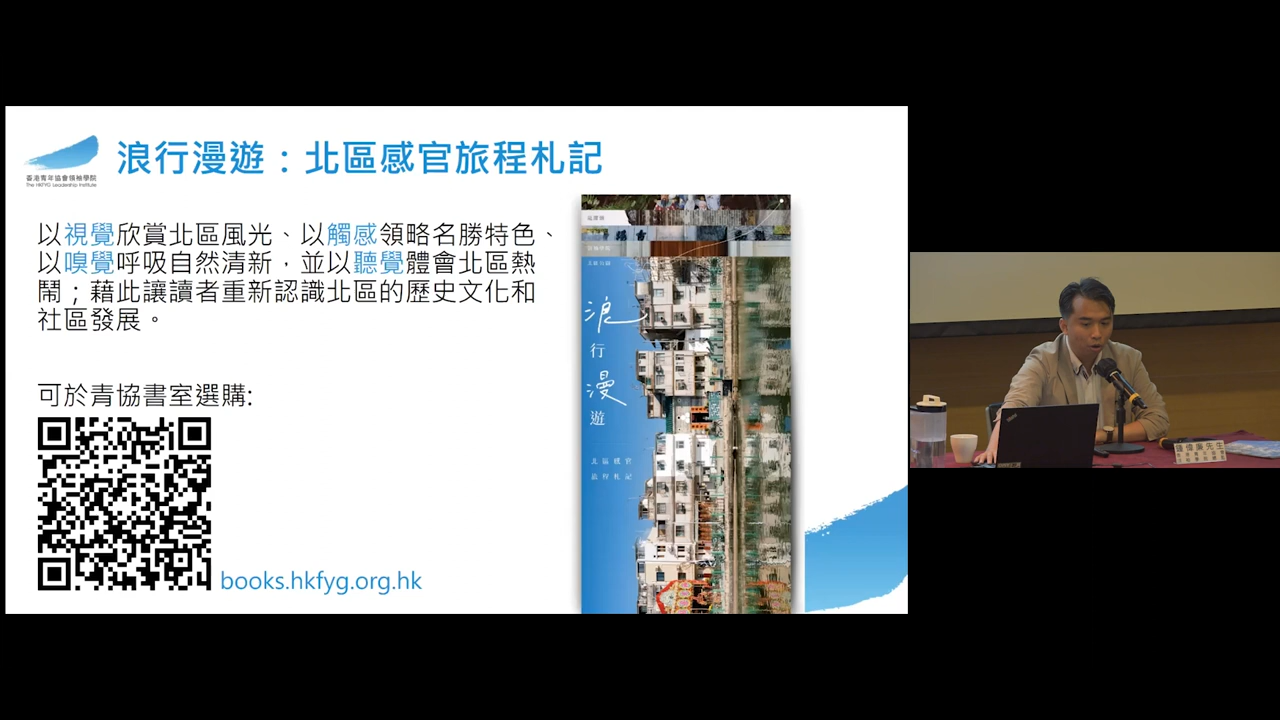 浪行漫遊：北區感官旅程札記
香港青年協會領袖學院
The HKFYG Leadership Institute
以視覺欣賞北區風光、以觸感領略名勝特色、
以嗅覺呼吸自然清新，並以聽覺體會北區熱
鬧；藉此讓讀者重新認識北區的歷史文化和
社區發展。
可於青協書室選購:
books.hkfyg.org.hk
浪
行
漫
遊
北區感官
旅程札記